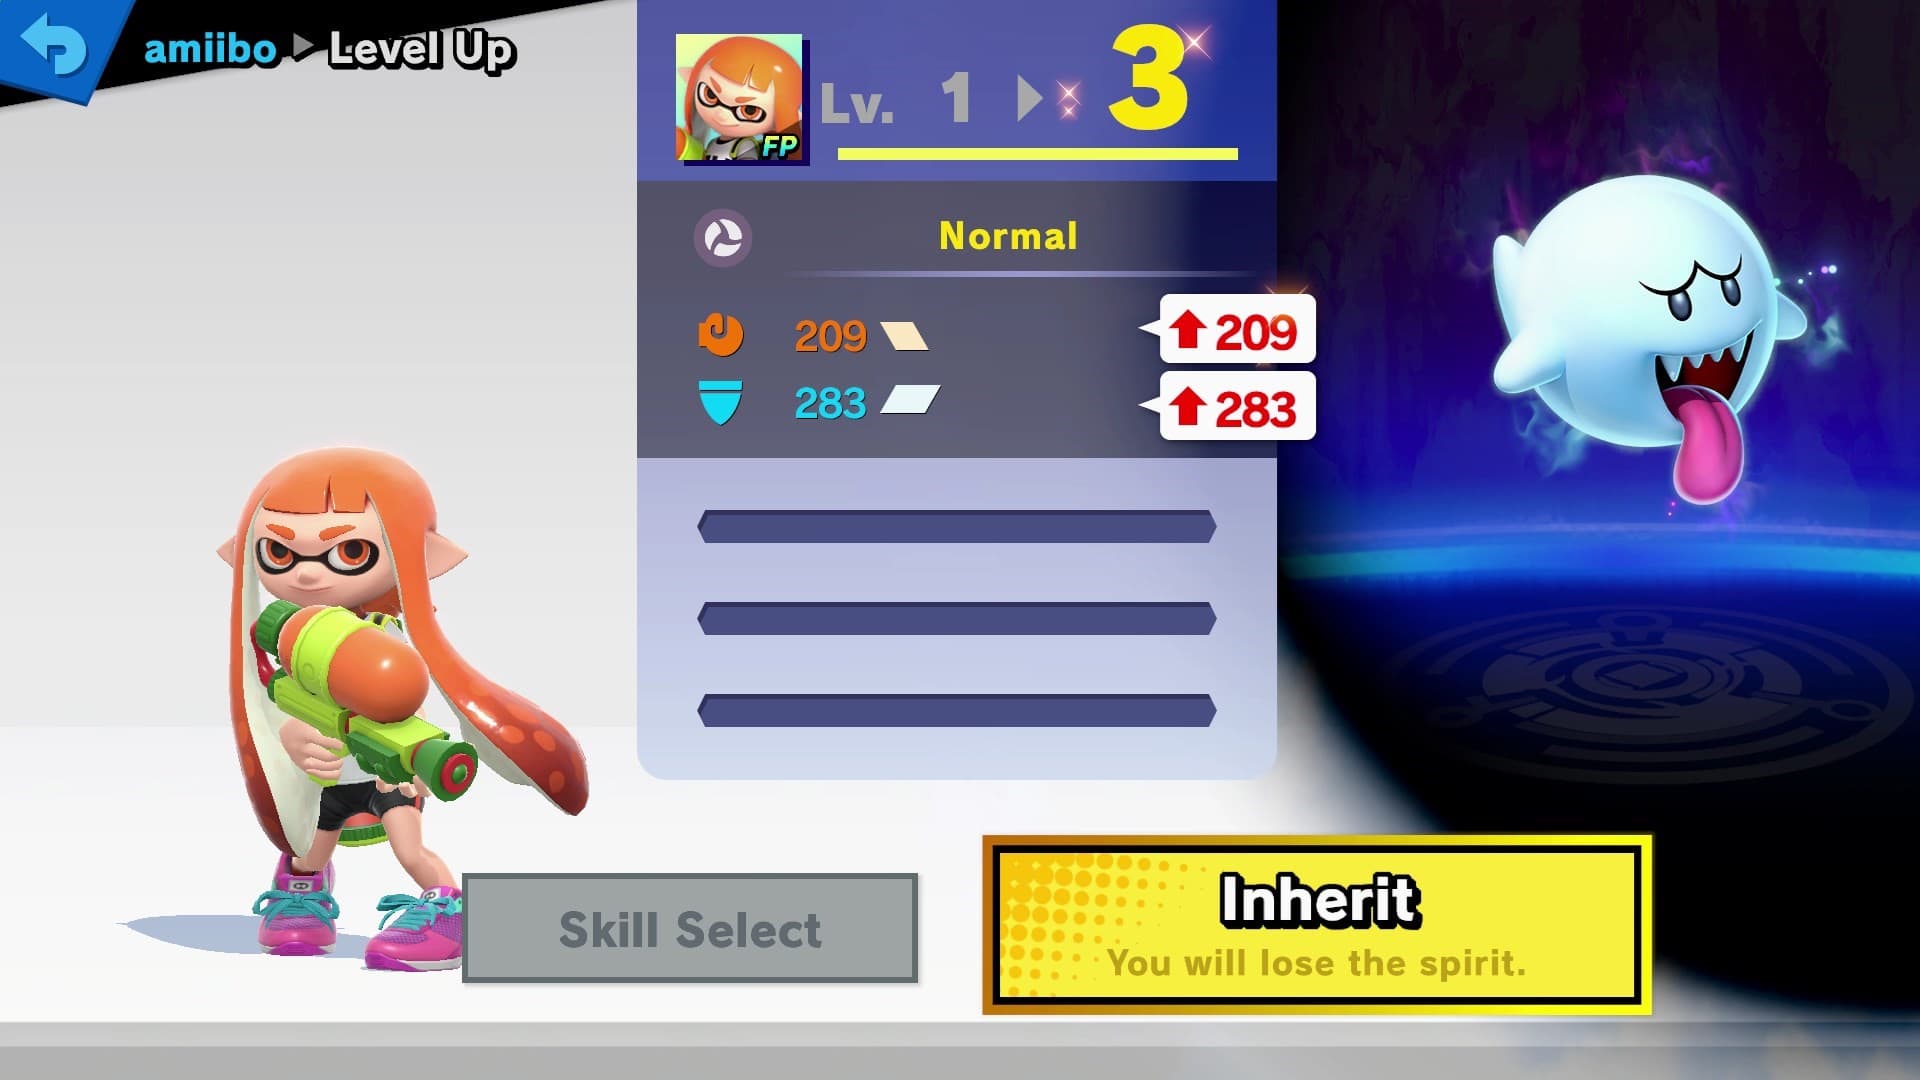 amiibo ▶ Level Up
FP
Lv. 1 ▶ 3
Normal
209
209
283
283
Skill Select
Inherit
You will lose the spirit.